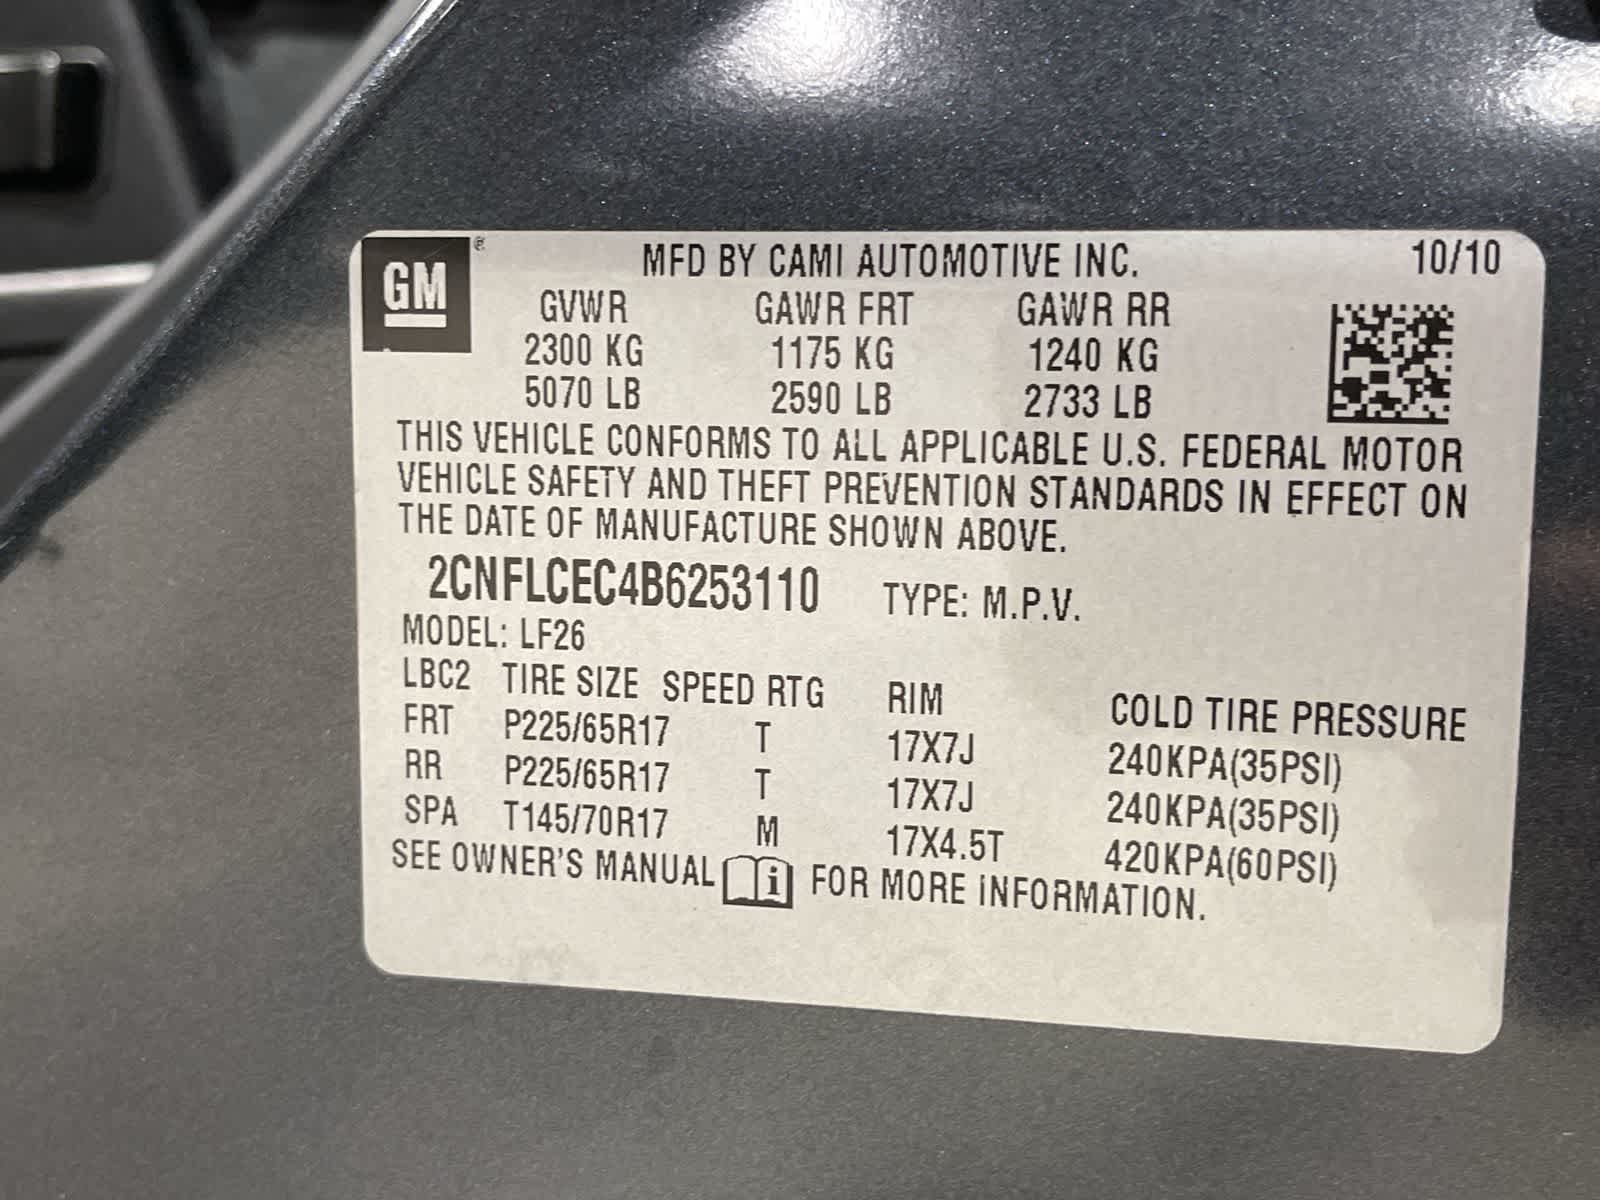 GM ® MFD BY CAMI AUTOMOTIVE INC. 10/10
GVWR GAWR FRT GAWR RR
2300 KG 1175 KG 1240 KG
5070 LB 2590 LB 2733 LB
THIS VEHICLE CONFORMS TO ALL APPLICABLE U.S. FEDERAL MOTOR
VEHICLE SAFETY AND THEFT PREVENTION STANDARDS IN EFFECT ON
THE DATE OF MANUFACTURE SHOWN ABOVE.
2CNFLCEC4B6253110 TYPE: M.P.V.
MODEL: LF26
LBC2 TIRE SIZE SPEED RTG RIM COLD TIRE PRESSURE
FRT P225/65R17 T 17X7J 240KPA(35PSI)
RR P225/65R17 T 17X7J 240KPA(35PSI)
SPA T145/70R17 M 17X4.5T 420KPA(60PSI)
SEE OWNER'S MANUAL i FOR MORE INFORMATION.